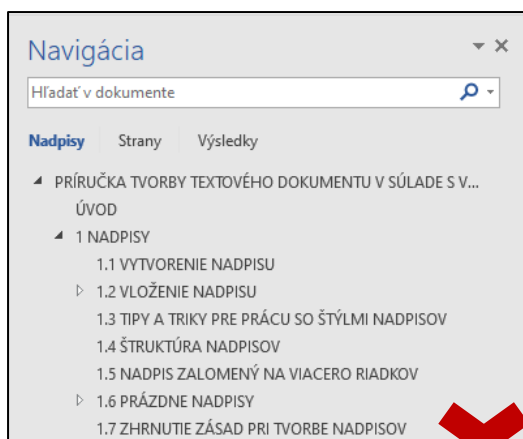 Navigácia
Hľadať v dokumente
Nadpisy Strany Výsledky
PRÍRUČKA TVORBY TEXTOVÉHO DOKUMENTU V SÚLADE S V...
ÚVOD
1 NADPISY
1.1 VYTVORENIE NADPISU
1.2 VLOŽENIE NADPISU
1.3 TIPY A TRIKY PRE PRÁCU SO ŠTÝLMI NADPISOV
1.4 ŠTRUKTÚRA NADPISOV
1.5 NADPIS ZALOMENÝ NA VIACERO RIADKOV
1.6 PRÁZDNE NADPISY
1.7 ZHRNUTIE ZÁSAD PRI TVORBE NADPISOV